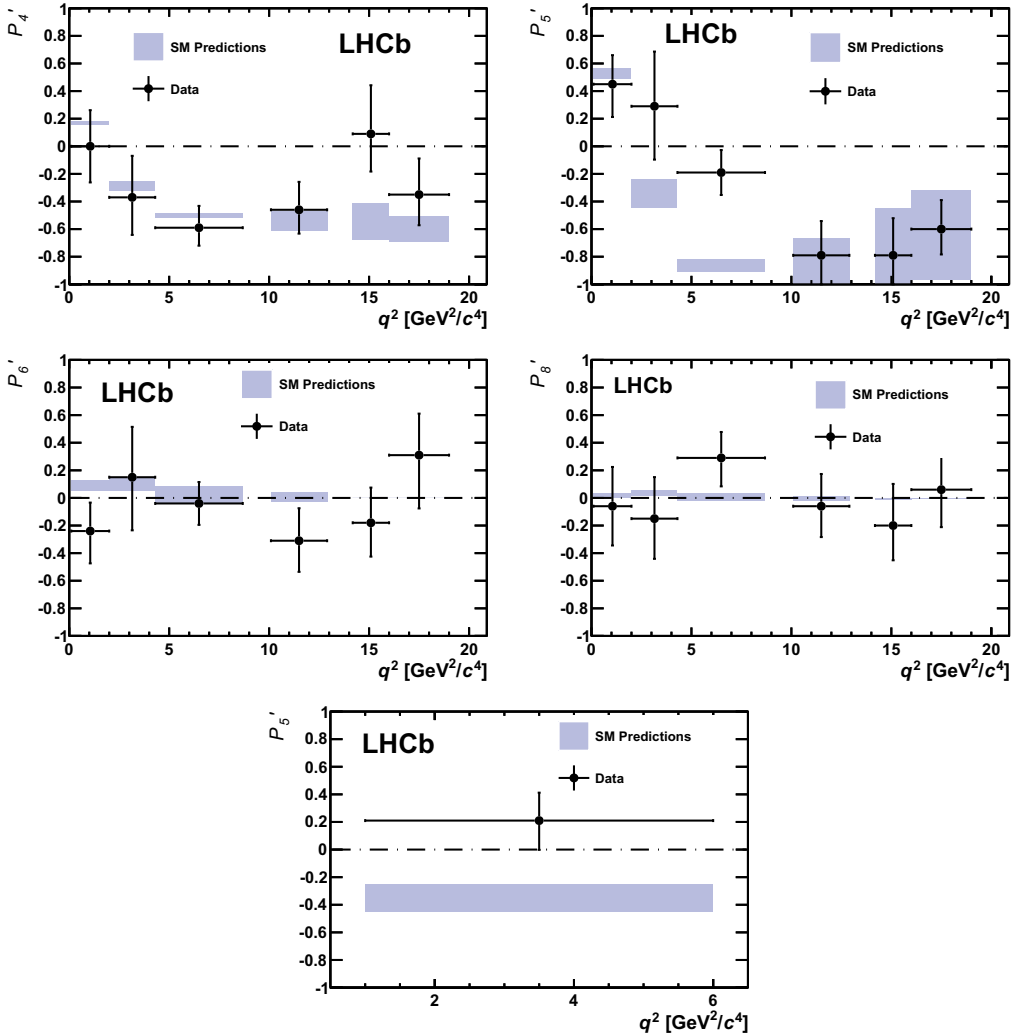 P4′
LHCb
SM Predictions
Data
1
0.8
0.6
0.4
0.2
0
-0.2
-0.4
-0.6
-0.8
-1
0 5 10 15 20
q² [GeV²/c⁴]
P5′
LHCb
SM Predictions
Data
1
0.8
0.6
0.4
0.2
0
-0.2
-0.4
-0.6
-0.8
-1
0 5 10 15 20
q² [GeV²/c⁴]
P6′
LHCb
SM Predictions
Data
1
0.8
0.6
0.4
0.2
0
-0.2
-0.4
-0.6
-0.8
-1
0 5 10 15 20
q² [GeV²/c⁴]
P8′
LHCb
SM Predictions
Data
1
0.8
0.6
0.4
0.2
0
-0.2
-0.4
-0.6
-0.8
-1
0 5 10 15 20
q² [GeV²/c⁴]
P5′
LHCb
SM Predictions
Data
1
0.8
0.6
0.4
0.2
0
-0.2
-0.4
-0.6
-0.8
-1
2 4 6
q² [GeV²/c⁴]